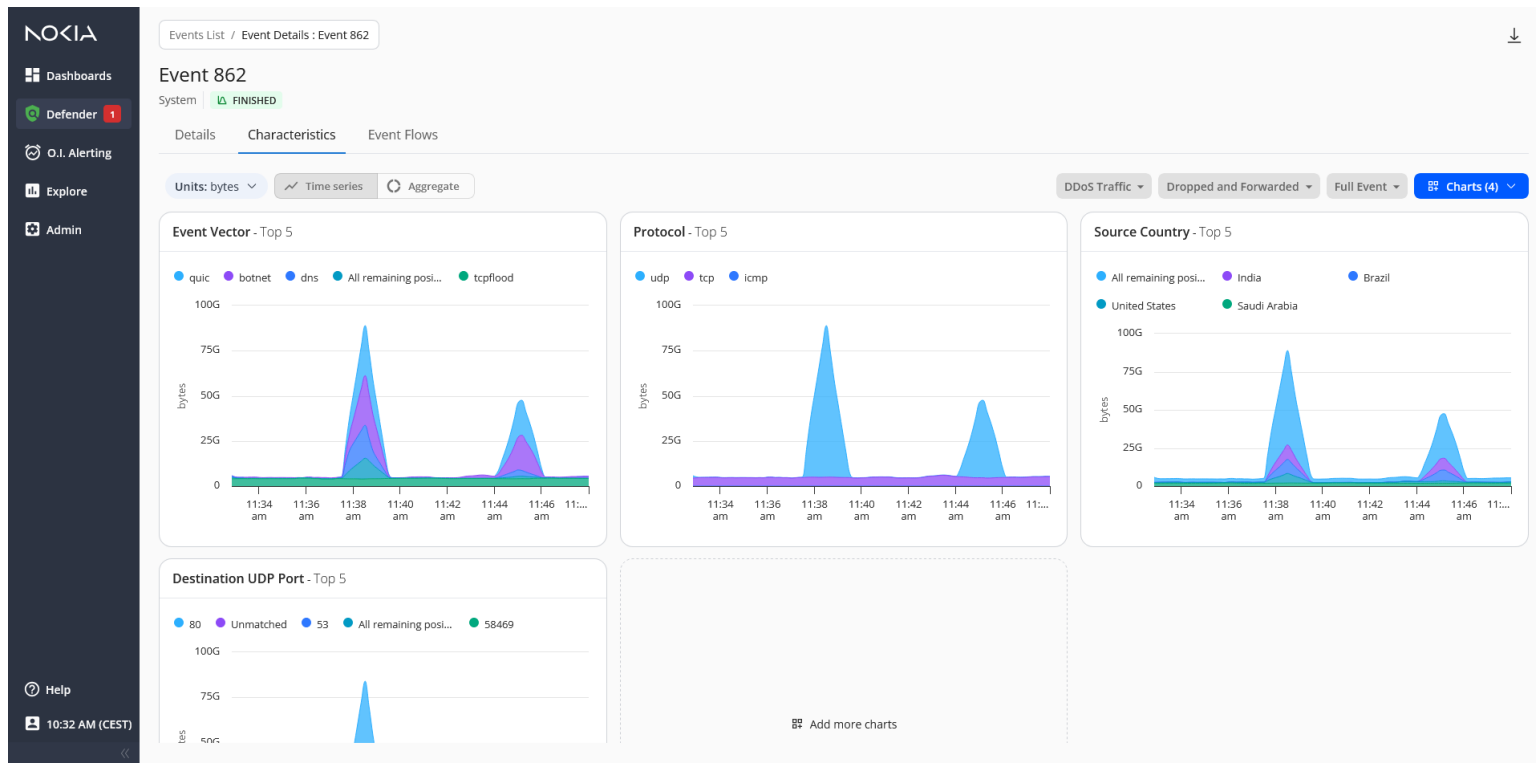 NOKIA
Dashboards
Defender 1
O.I. Alerting
Explore
Admin
Help
10:32 AM (CEST)
Events List / Event Details : Event 862
Event 862
System FINISHED
Details Characteristics Event Flows
Units: bytes Time series Aggregate DDoS Traffic Dropped and Forwarded Full Event Charts (4)
Event Vector - Top 5
quic botnet dns All remaining posi... tcpflood
100G
75G
50G
25G
0
bytes
11:34 am 11:36 am 11:38 am 11:40 am 11:42 am 11:44 am 11:46 am 11:...
Protocol - Top 5
udp tcp icmp
100G
75G
50G
25G
0
bytes
11:34 am 11:36 am 11:38 am 11:40 am 11:42 am 11:44 am 11:46 am 11:...
Source Country - Top 5
All remaining posi... India Brazil
United States Saudi Arabia
100G
75G
50G
25G
0
bytes
11:34 am 11:36 am 11:38 am 11:40 am 11:42 am 11:44 am 11:46 am 11:...
Destination UDP Port - Top 5
80 Unmatched 53 All remaining posi... 58469
100G
75G
50G
Add more charts